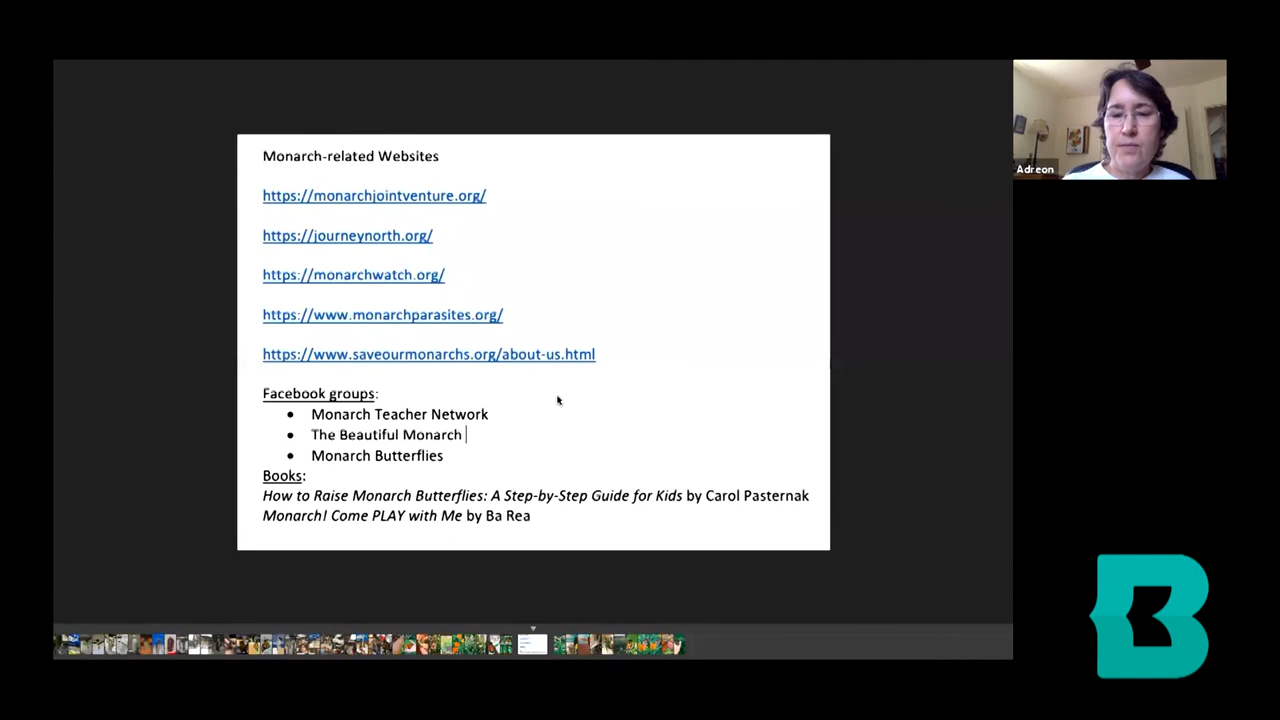 Monarch-related Websites
https://monarchjointventure.org/
https://journeynorth.org/
https://monarchwatch.org/
https://www.monarchparasites.org/
https://www.saveourmonarchs.org/about-us.html
Facebook groups:
• Monarch Teacher Network
• The Beautiful Monarch
• Monarch Butterflies
Books:
How to Raise Monarch Butterflies: A Step-by-Step Guide for Kids by Carol Pasternak
Monarch! Come PLAY with Me by Ba Rea
Adreon
B